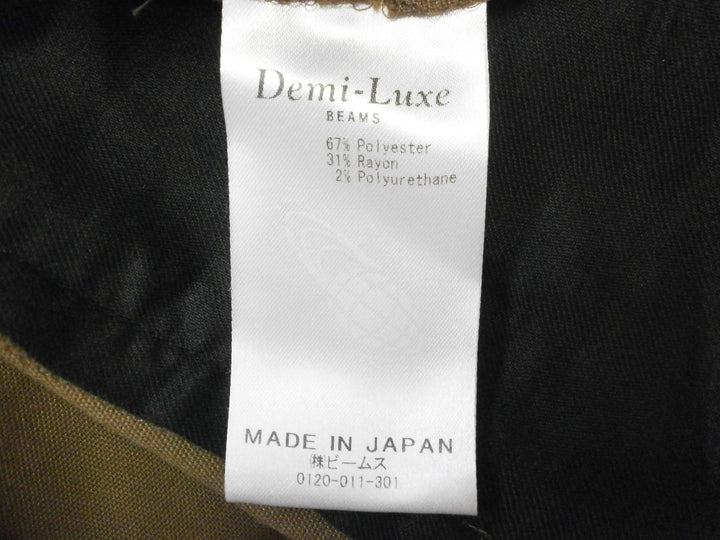 Demi-Luxe
BEAMS
67% Polyester
31% Rayon
2% Polyurethane
MADE IN JAPAN
㈱ビームス
0120-011-301